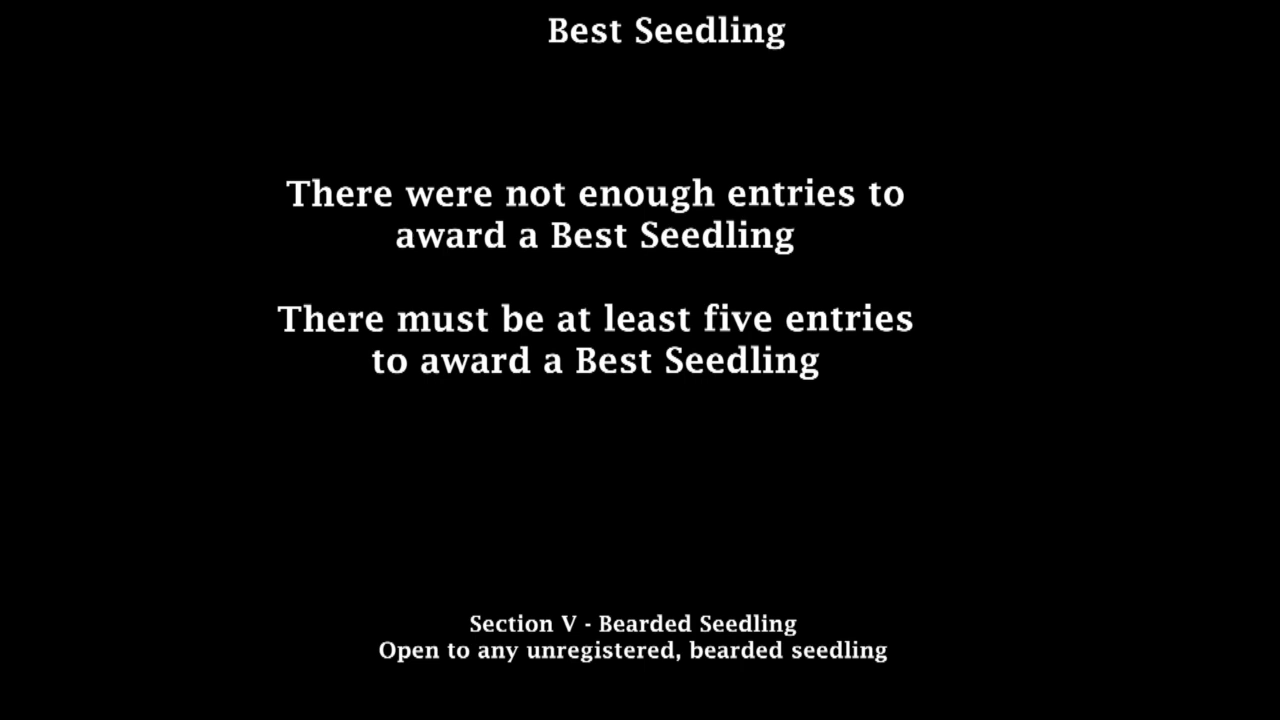 Best Seedling
There were not enough entries to
award a Best Seedling
There must be at least five entries
to award a Best Seedling
Section V - Bearded Seedling
Open to any unregistered, bearded seedling